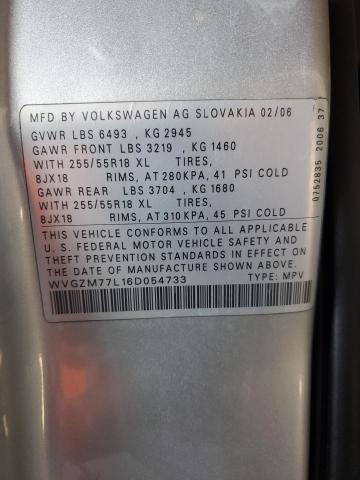 MFD BY VOLKSWAGEN AG SLOVAKIA 02/06
GVWR LBS 6493 , KG 2945
GAWR FRONT LBS 3219 , KG 1460
WITH 255/55R18 XL TIRES,
8JX18 RIMS, AT 280KPA, 41 PSI COLD
GAWR REAR LBS 3704 , KG 1680
WITH 255/55R18 XL TIRES,
8JX18 RIMS, AT 310KPA, 45 PSI COLD
THIS VEHICLE CONFORMS TO ALL APPLICABLE
U. S. FEDERAL MOTOR VEHICLE SAFETY AND
THEFT PREVENTION STANDARDS IN EFFECT ON
THE DATE OF MANUFACTURE SHOWN ABOVE.
WVGZM77L16D054733 TYPE: MPV
0752835 2006 37